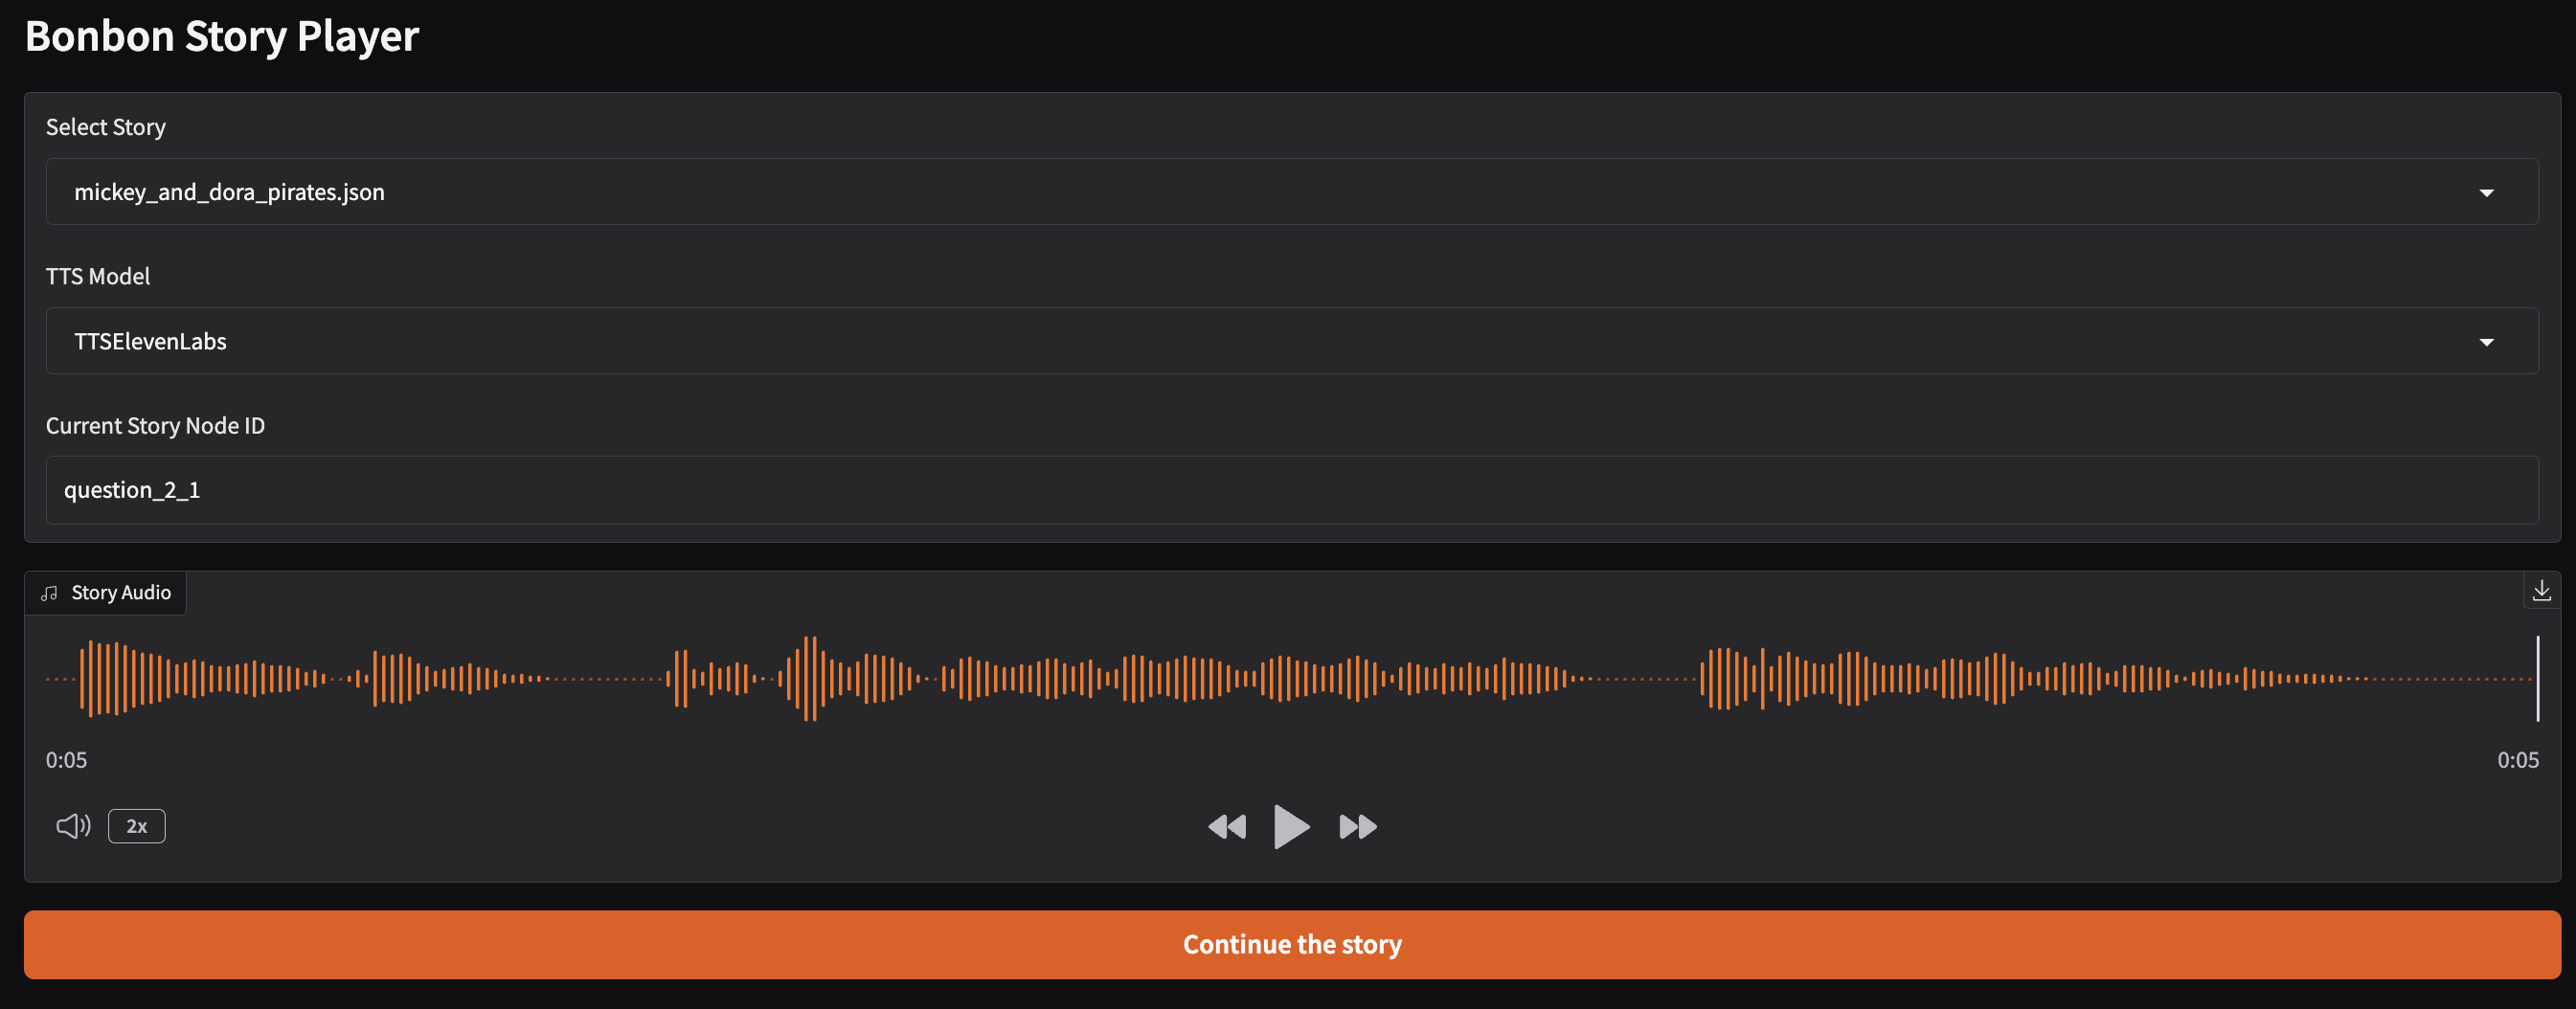 Bonbon Story Player
Select Story
mickey_and_dora_pirates.json
TTS Model
TTSElevenLabs
Current Story Node ID
question_2_1
Story Audio
0:05 0:05
2x
Continue the story